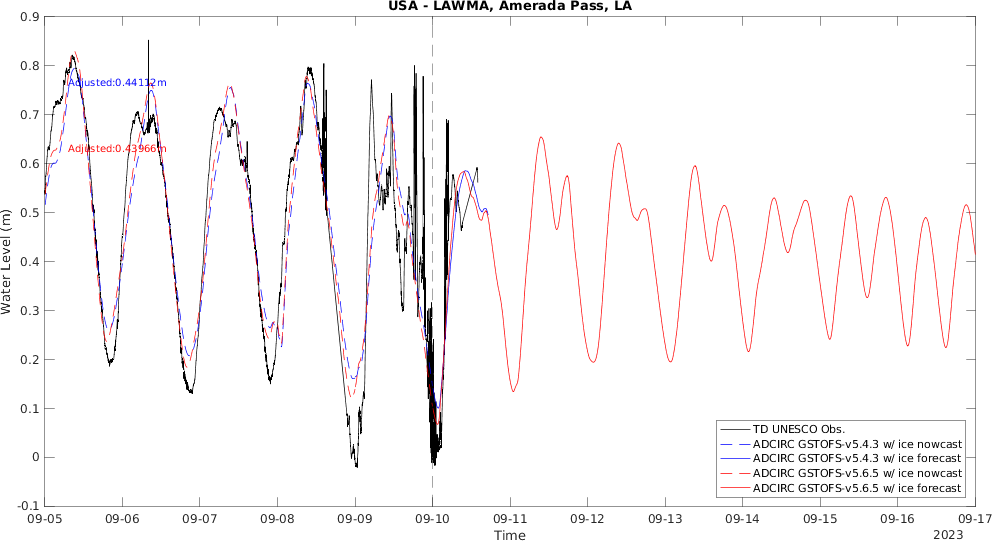 USA - LAWMA, Amerada Pass, LA
Water Level (m)
0.9
0.8
0.7
0.6
0.5
0.4
0.3
0.2
0.1
0
-0.1
Adjusted:0.44112m
Adjusted:0.43966m
TD UNESCO Obs.
ADCIRC GSTOFS-v5.4.3 w/ ice nowcast
ADCIRC GSTOFS-v5.4.3 w/ ice forecast
ADCIRC GSTOFS-v5.6.5 w/ ice nowcast
ADCIRC GSTOFS-v5.6.5 w/ ice forecast
09-05 09-06 09-07 09-08 09-09 09-10 09-11 09-12 09-13 09-14 09-15 09-16 09-17
Time
2023